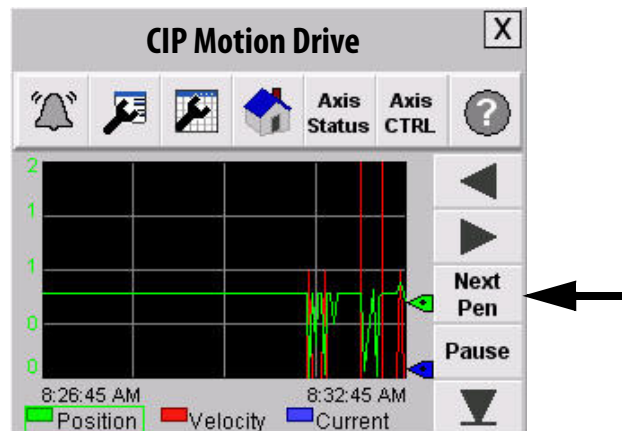 CIP Motion Drive
X
Axis Status
Axis CTRL
?
2
1
1
0
0
Next Pen
Pause
8:26:45 AM
8:32:45 AM
Position
Velocity
Current